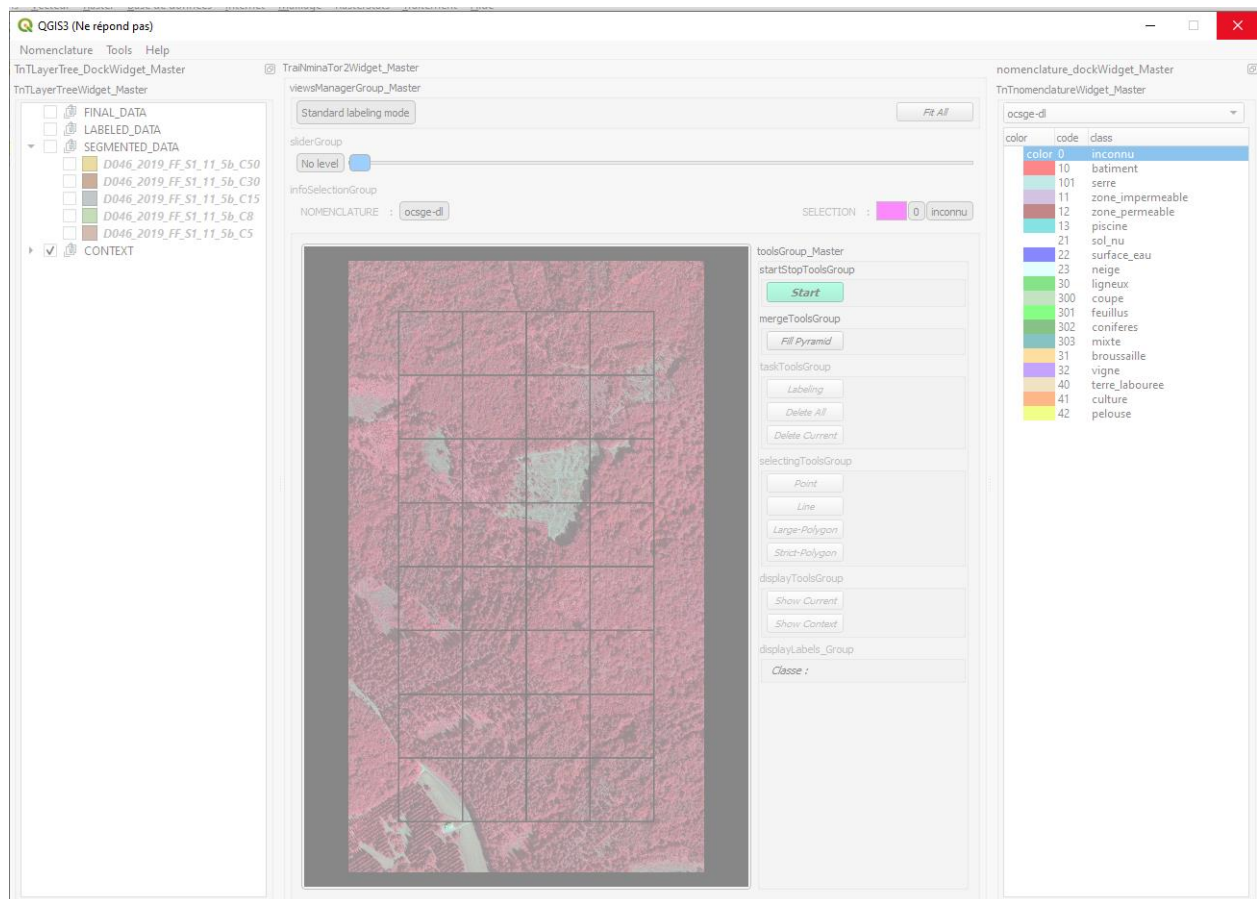 QGIS3 (Ne répond pas)
Nomenclature Tools Help
TnTLayerTree_DockWidget_Master
TnTLayerTreeWidget_Master
FINAL_DATA
LABELED_DATA
SEGMENTED_DATA
D046_2019_FF_S1_11_5b_C50
D046_2019_FF_S1_11_5b_C30
D046_2019_FF_S1_11_5b_C15
D046_2019_FF_S1_11_5b_C8
D046_2019_FF_S1_11_5b_C5
CONTEXT
TraiNminaTor2Widget_Master
viewsManagerGroup_Master
Standard labeling mode Fit All
sliderGroup
No level
infoSelectionGroup
NOMENCLATURE : ocsge-dl SELECTION : 0 inconnu
toolsGroup_Master
startStopToolsGroup
Start
mergeToolsGroup
Fill Pyramid
taskToolsGroup
Labeling
Delete All
Delete Current
selectingToolsGroup
Point
Line
Large-Polygon
Strict-Polygon
displayToolsGroup
Show Current
Show Context
displayLabels_Group
Classe :
nomenclature_dockWidget_Master
TnTnomenclatureWidget_Master
ocsge-dl
color code class
color 0 inconnu
10 batiment
101 serre
11 zone_impermeable
12 zone_permeable
13 piscine
21 sol_nu
22 surface_eau
23 neige
30 ligneux
300 coupe
301 feuillus
302 coniferes
303 mixte
31 broussaille
32 vigne
40 terre_labouree
41 culture
42 pelouse